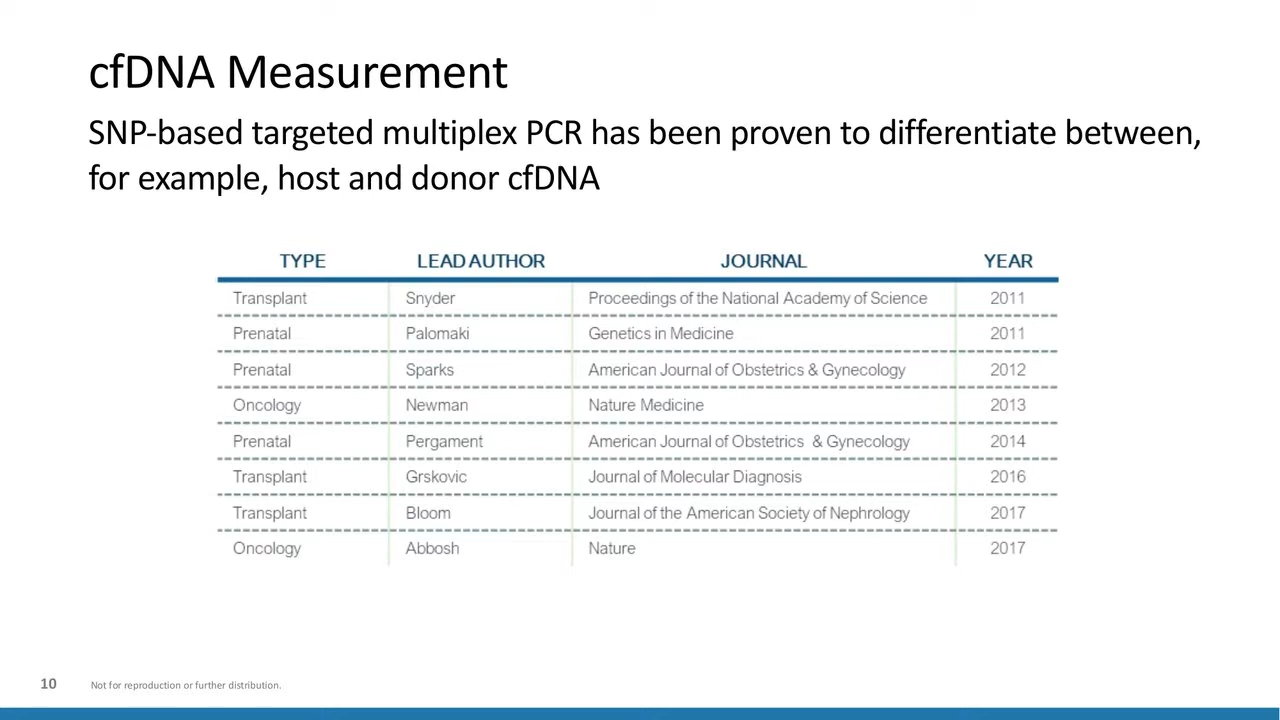 cfDNA Measurement
SNP-based targeted multiplex PCR has been proven to differentiate between,
for example, host and donor cfDNA
TYPE LEAD AUTHOR JOURNAL YEAR
Transplant Snyder Proceedings of the National Academy of Science 2011
Prenatal Palomaki Genetics in Medicine 2011
Prenatal Sparks American Journal of Obstetrics & Gynecology 2012
Oncology Newman Nature Medicine 2013
Prenatal Pergament American Journal of Obstetrics & Gynecology 2014
Transplant Grskovic Journal of Molecular Diagnosis 2016
Transplant Bloom Journal of the American Society of Nephrology 2017
Oncology Abbosh Nature 2017
10 Not for reproduction or further distribution.